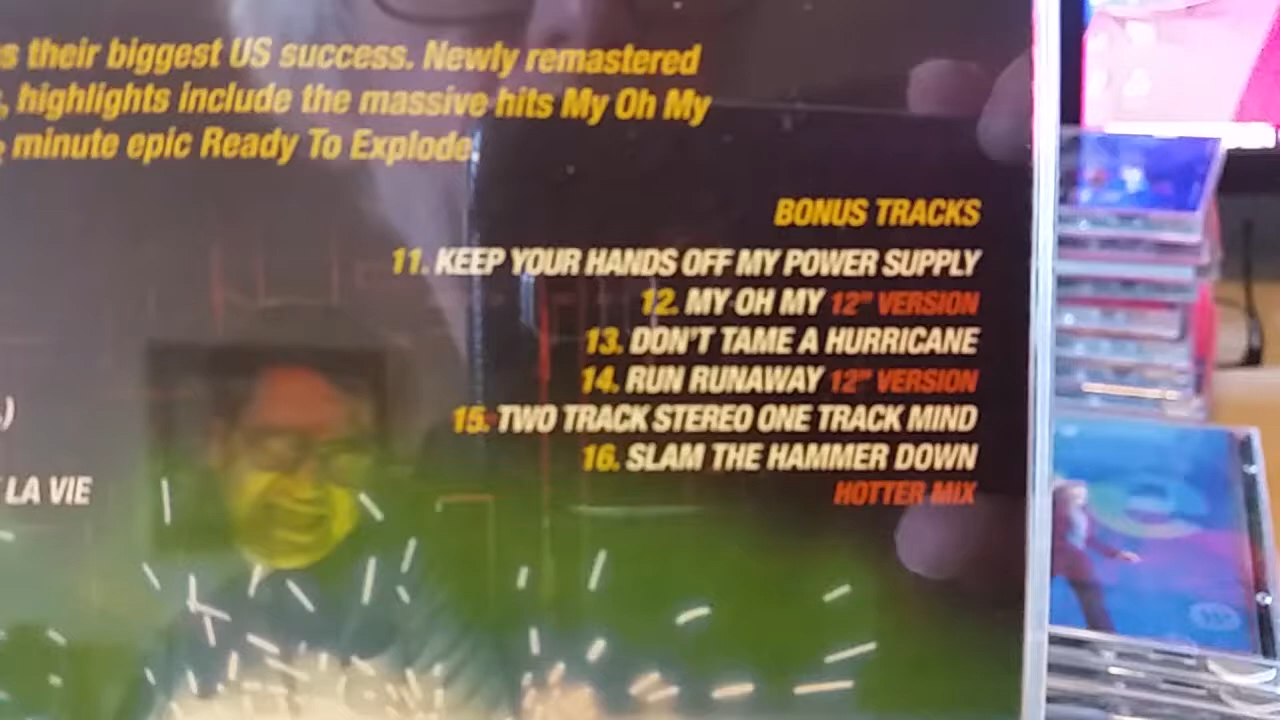 s their biggest US success. Newly remastered
, highlights include the massive hits My Oh My
minute epic Ready To Explode.
BONUS TRACKS
11. KEEP YOUR HANDS OFF MY POWER SUPPLY
12. MY OH MY 12" VERSION
13. DON'T TAME A HURRICANE
14. RUN RUNAWAY 12" VERSION
15. TWO TRACK STEREO ONE TRACK MIND
.)
16. SLAM THE HAMMER DOWN
LA VIE
HOTTER MIX